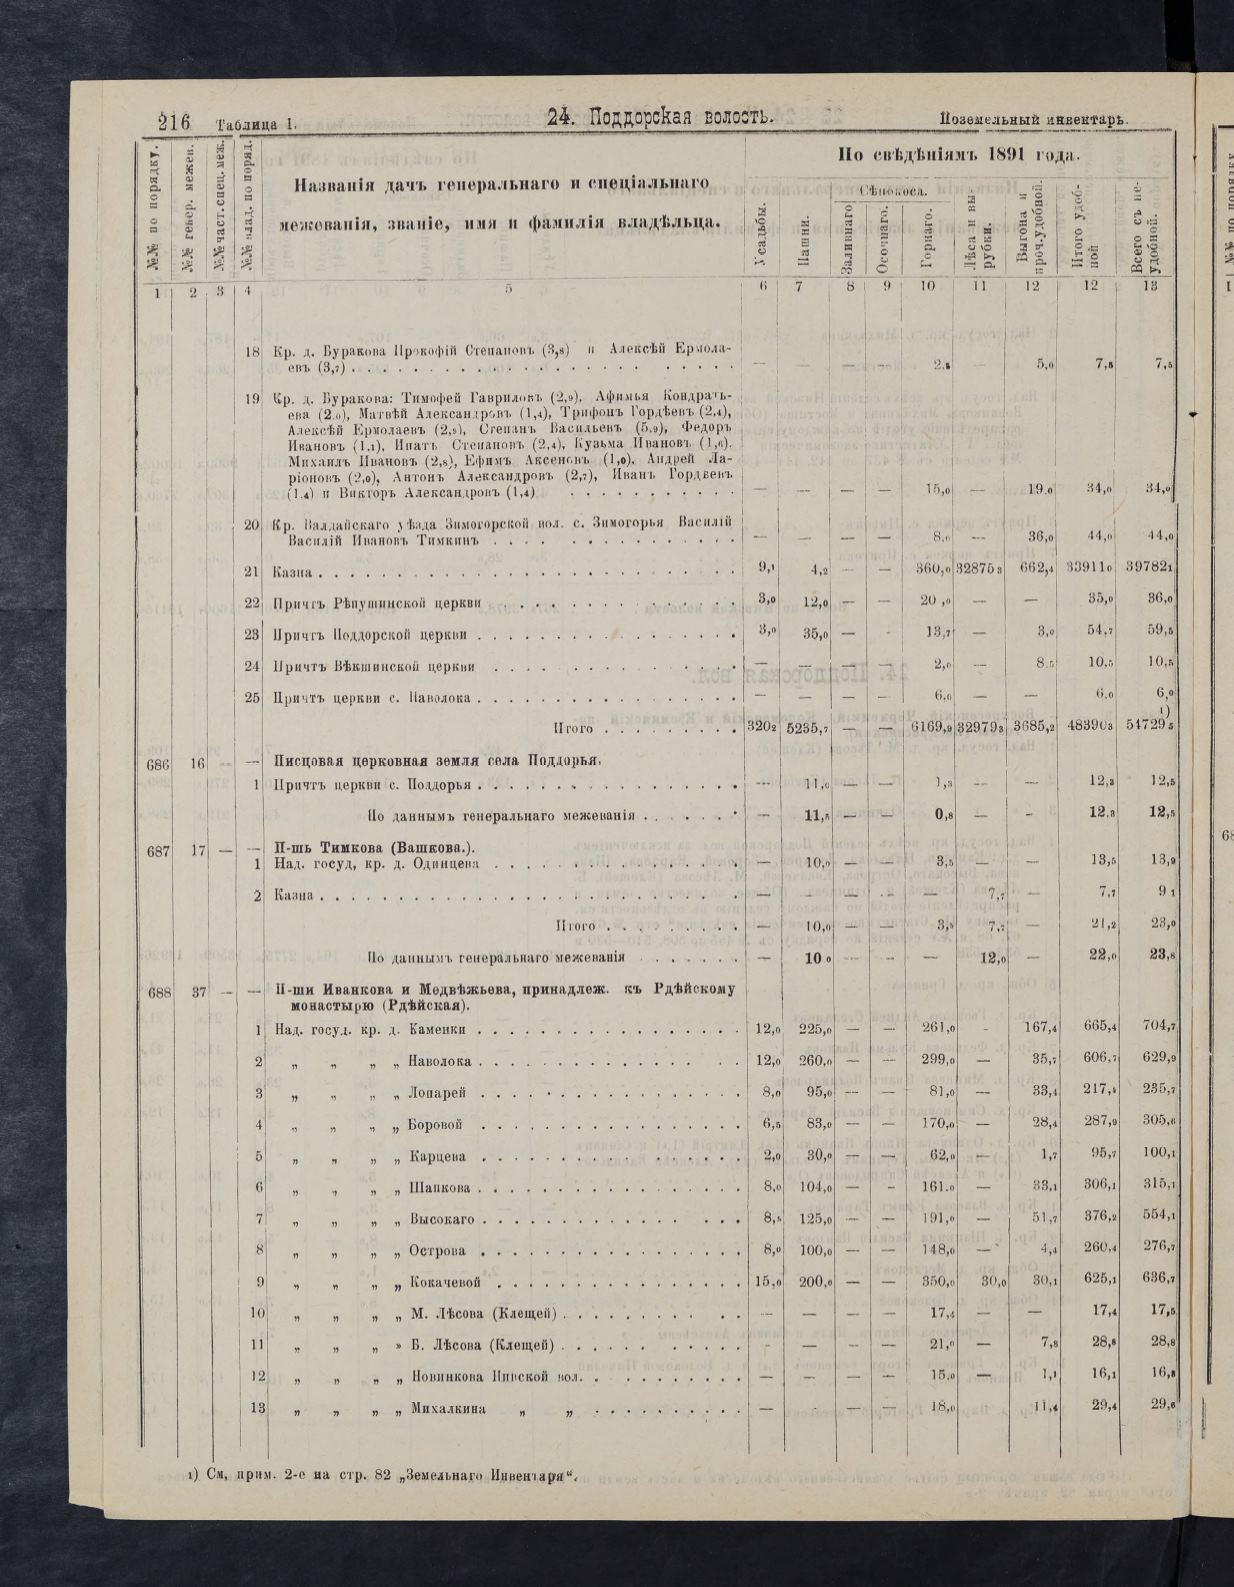 216 Таблица 1. 24. Поддорская волость. Поземельный инвентарь.
№№ по порядку.
№№ генер. межев.
№№ част. спец. меж.
№№ влад. по поряд.
Названія дачъ генеральнаго и спеціальнаго
межеванія, званіе, имя и фамилія владѣльца.
По свѣдѣніямъ 1891 года.
Усадьбы.
Пашни.
Сѣнокоса.
Заливнаго
Осочнаго.
Горнаго.
Лѣса и вы-
рубки.
Выгона и
проч. удобной.
Итого удоб-
ной
Всего съ не-
удобной.
1 2 3 4 5 6 7 8 9 10 11 12 12 13
18 Кр. д. Буракова Прокофій Степановъ (3,8) и Алексѣй Ермола-
евъ (3,7) — — — — 2,8 — 5,0 7,8 7,5
19 Кр. д. Буракова: Тимофей Гавриловъ (2,9), Афимья Кондрать-
ева (2,0), Матвѣй Александровъ (1,4), Трифонъ Гордѣевъ (2,4),
Алексѣй Ермолаевъ (2,9), Степанъ Васильевъ (5,9), Федоръ
Ивановъ (1,1), Ипатъ Степановъ (2,4), Кузьма Ивановъ (1,6).
Михаилъ Ивановъ (2,8), Ефимъ Аксеновъ (1,0), Андрей Ла-
ріоновъ (2,0), Антонъ Александровъ (2,7), Иванъ Гордѣевъ
(1,4) и Викторъ Александровъ (1,4) — — — — 15,0 — 19,0 34,0 34,0
20 Кр. Валдайскаго уѣзда Зимогорской вол. с. Зимогорья Василій
Василій Ивановъ Тимкинъ — — — — 8,0 — 36,0 44,0 44,0
21 Казна 9,1 4,2 — — 360,0 32875 3 662,4 33911 0 39782 1
22 Причтъ Рѣпушинской церкви 3,0 12,0 — — 20,0 — — 35,0 36,0
23 Причтъ Поддорской церкви 3,0 35,0 — - 13,7 — 3,0 54,7 59,5
24 Причтъ Вѣкшинской церкви — — — — 2,0 — 8,5 10,5 10,5
25 Причтъ церкви с. Наволока — — — — 6,0 — — 6,0 6,0
1)
Итого 320 2 5235,7 — — 6169,9 32979 3 3685,2 48390 3 54729 5
686 16 — — Писцовая церковная земля села Поддорья.
1 Причтъ церкви с. Поддорья — 11,0 — — 1,3 — — 12,3 12,5
По даннымъ генеральнаго межеванія — 11,5 — — 0,8 — - 12,3 12,5
687 17 — — П-шь Тимкова (Вашкова.).
1 Над. госуд, кр. д. Одинцева — 10,0 — — 3,5 — — 13,5 13,9
2 Казна — — — — — 7,7 — 7,7 9 1
Итого — 10,0 — — 3,5 7,7 — 21,2 23,0
По даннымъ генеральнаго межеванія — 10 0 — — — 12,0 — 22,0 23,8
688 37 — — П-ши Иванкова и Медвѣжьева, принадлеж. къ Рдѣйскому
монастырю (Рдѣйская).
1 Над. госуд. кр. д. Каменки 12,0 225,0 — — 261,0 - 167,4 665,4 704,7
2 „ „ „ „ Наволока 12,0 260,0 — — 299,0 — 35,7 606,7 629,9
3 „ „ „ „ Лопарей 8,0 95,0 — — 81,0 — 33,4 217,4 235,7
4 „ „ „ „ Боровой 6,5 83,0 — — 170,0 — 28,4 287,9 305,6
5 „ „ „ „ Карцева 2,0 30,0 — — 62,0 — 1,7 95,7 100,1
6 „ „ „ „ Шапкова 8,0 104,0 — — 161,0 — 33,1 306,1 315,1
7 „ „ „ „ Высокаго 8,5 125,0 — — 191,0 — 51,7 376,2 554,1
8 „ „ „ „ Острова 8,0 100,0 — — 148,0 — 4,4 260,4 276,7
9 „ „ „ „ Кокачевой 15,0 200,0 — — 350,0 30,0 30,1 625,1 636,7
10 „ „ „ „ М. Лѣсова (Клещей) — — — — 17,4 — — 17,4 17,5
11 „ „ „ » Б. Лѣсова (Клещей) - — — — 21,0 — 7,8 28,8 28,8
12 „ „ „ „ Новинкова Нивской вол. — — — — 15,0 — 1,1 16,1 16,8
13 „ „ „ „ Михалкина „ „ — - — — 18,0 11,4 29,4 29,6
1) См. прим. 2-е на стр. 82 „Земельнаго Инвентаря“.